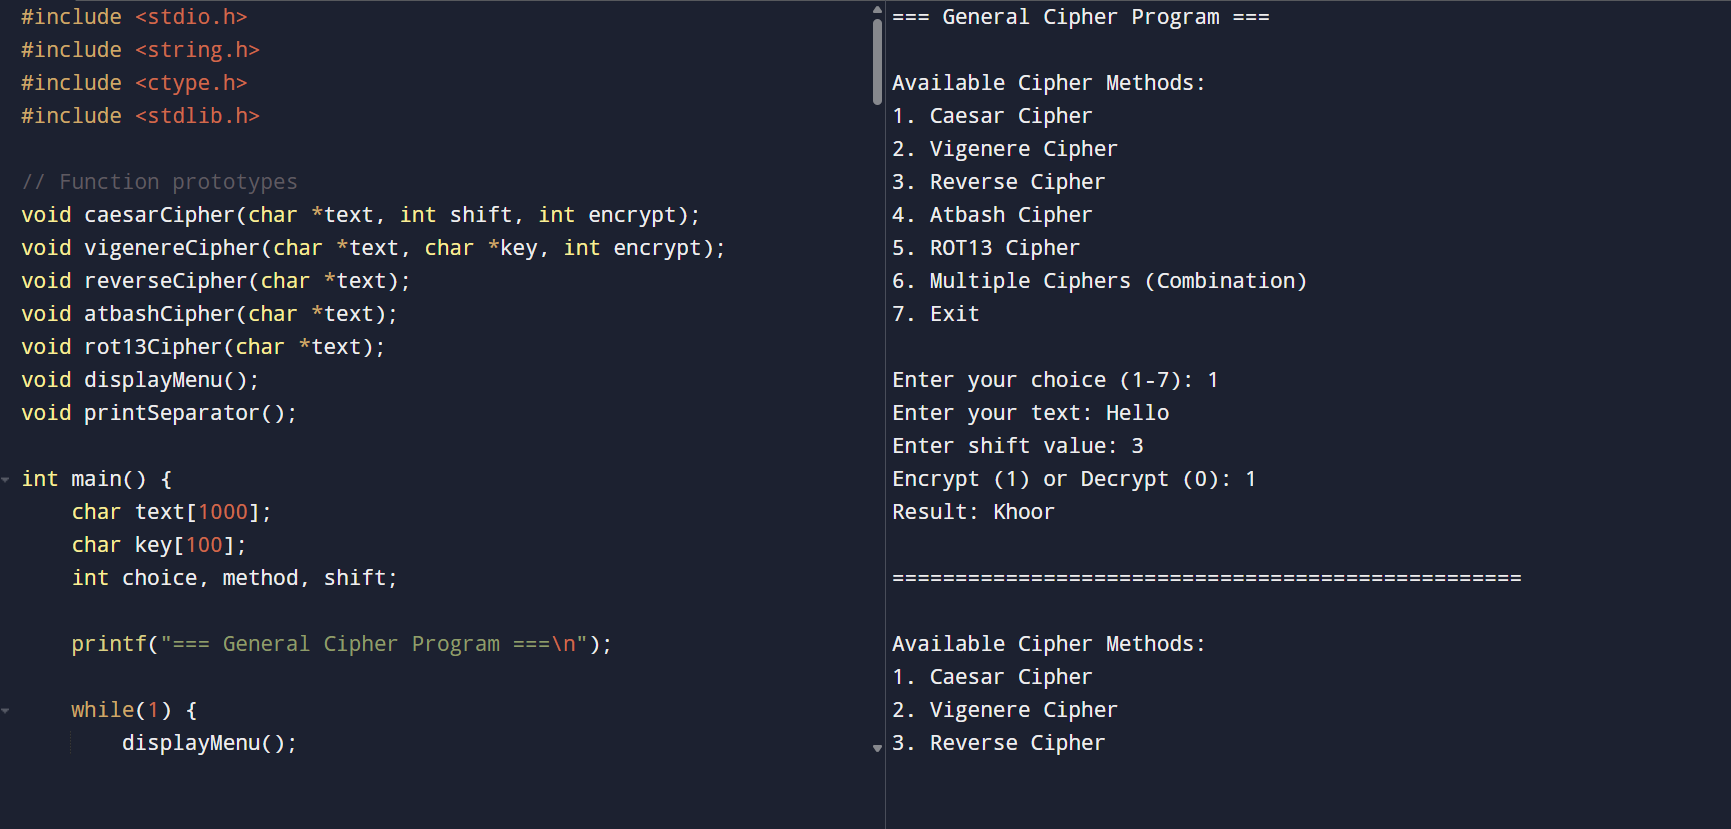 #include <stdio.h>
#include <string.h>
#include <ctype.h>
#include <stdlib.h>
// Function prototypes
void caesarCipher(char *text, int shift, int encrypt);
void vigenereCipher(char *text, char *key, int encrypt);
void reverseCipher(char *text);
void atbashCipher(char *text);
void rot13Cipher(char *text);
void displayMenu();
void printSeparator();
int main() {
    char text[1000];
    char key[100];
    int choice, method, shift;
    printf("=== General Cipher Program ===\n");
    while(1) {
        displayMenu();
=== General Cipher Program ===
Available Cipher Methods:
1. Caesar Cipher
2. Vigenere Cipher
3. Reverse Cipher
4. Atbash Cipher
5. ROT13 Cipher
6. Multiple Ciphers (Combination)
7. Exit
Enter your choice (1-7): 1
Enter your text: Hello
Enter shift value: 3
Encrypt (1) or Decrypt (0): 1
Result: Khoor
==================================================
Available Cipher Methods:
1. Caesar Cipher
2. Vigenere Cipher
3. Reverse Cipher